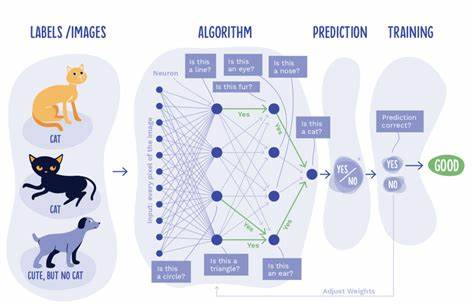 LABELS /IMAGES
ALGORITHM
PREDICTION
TRAINING
Is this
a line?
Is this
an eye?
Is this
a nose?
Neuron
Is this fur?
Is this
a cat?
Prediction
correct?
Input: every pixel of the image
Yes
Yes
Yes
Yes
CAT
CAT
CUTE, BUT NO CAT
YES/
NO
YES
NO
GOOD
Is this
a circle?
Is this a
triangle?
Is this
an ear?
Adjust Weights